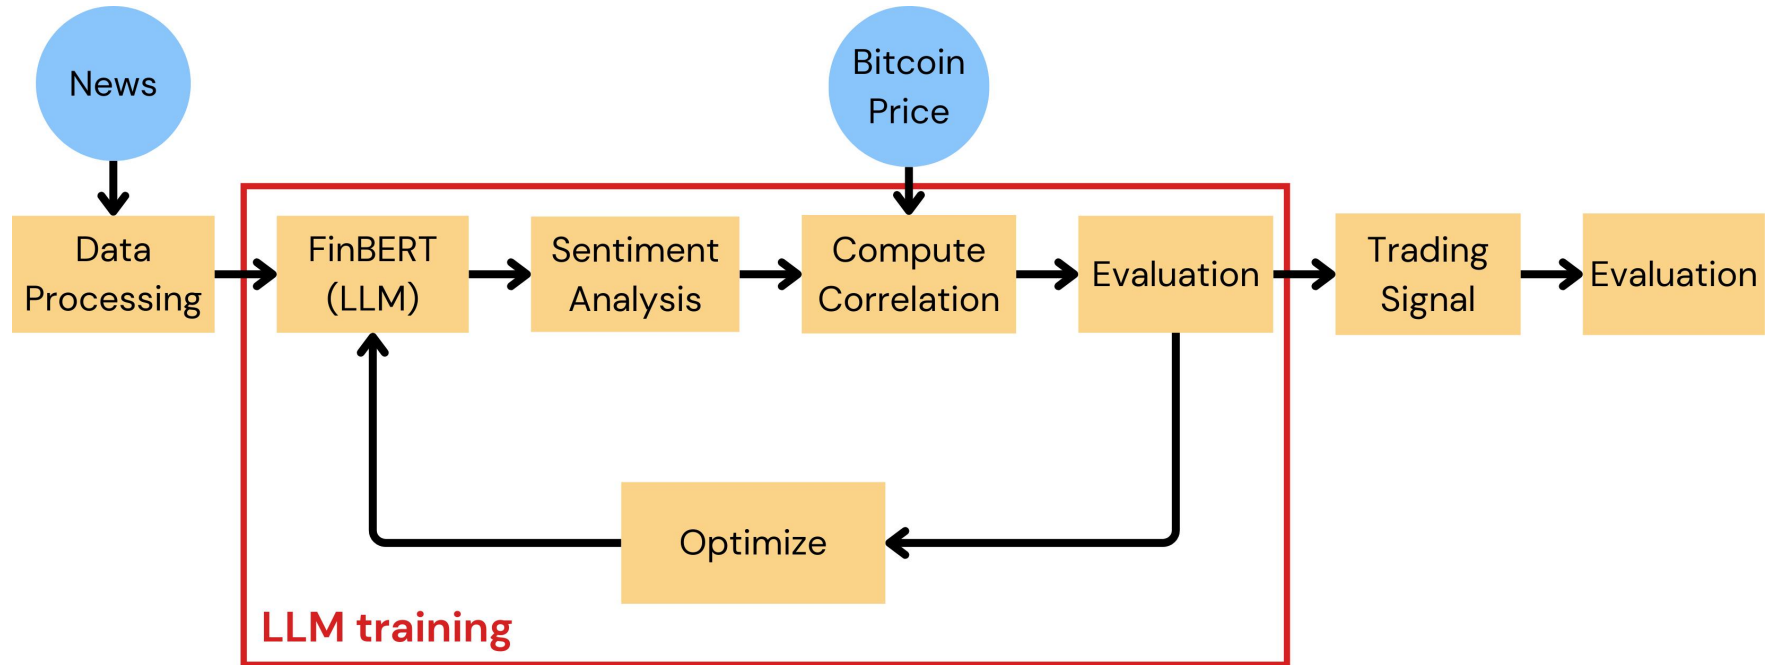 News
Bitcoin
Price
Data
Processing
FinBERT
(LLM)
Sentiment
Analysis
Compute
Correlation
Evaluation
Trading
Signal
Evaluation
Optimize
LLM training